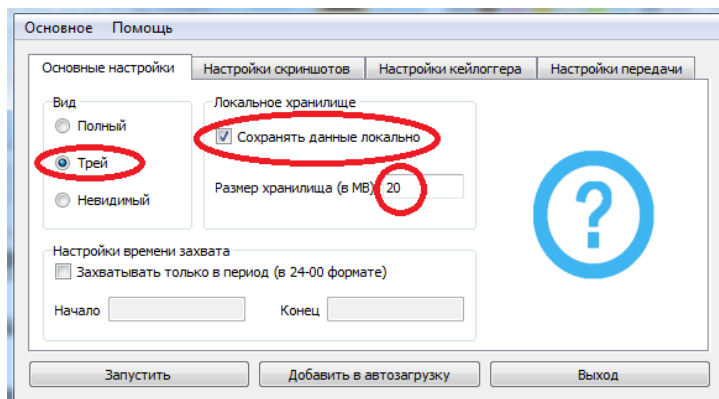 Основное Помощь
Основные настройки Настройки скриншотов Настройки кейлоггера Настройки передачи
Вид Локальное хранилище
Полный
Сохранять данные локально
Трей
Размер хранилища (в MB) 20
Невидимый
Настройки времени захвата
Захватывать только в период (в 24-00 формате)
Начало Конец
Запустить Добавить в автозагрузку Выход